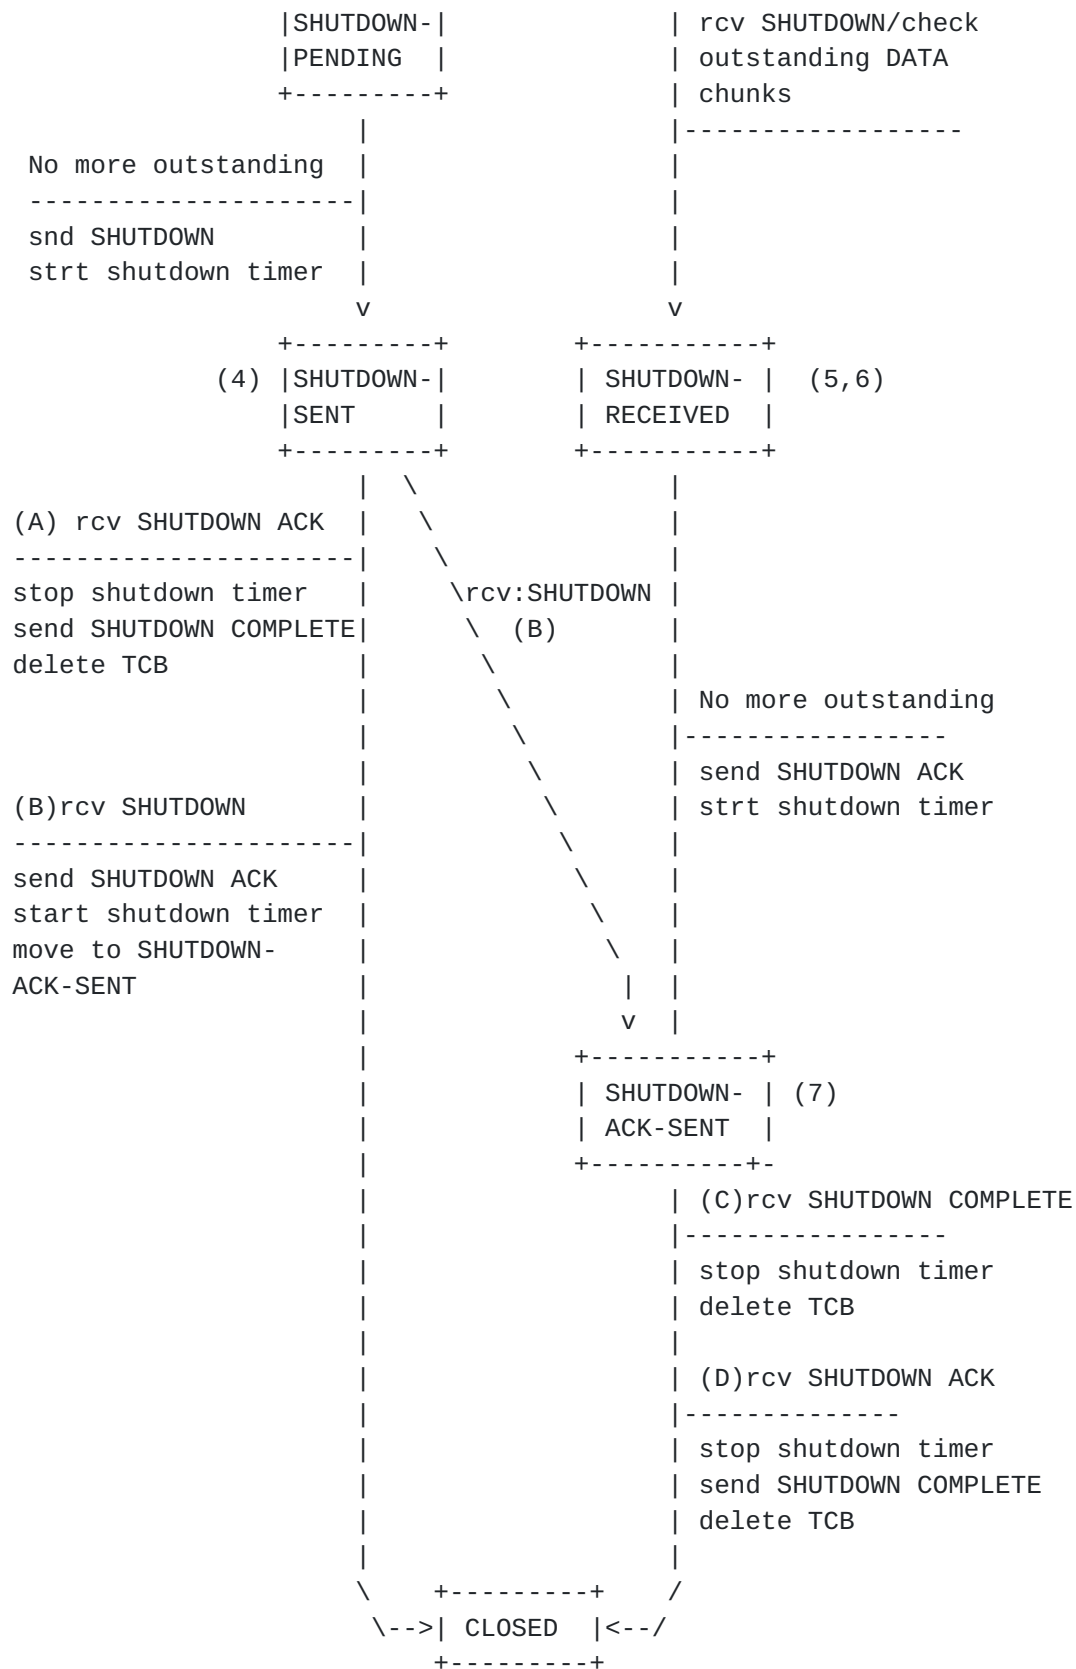 |SHUTDOWN-|              | rcv SHUTDOWN/check
|PENDING  |              | outstanding DATA
+---------+              | chunks
     |                   |------------------
No more outstanding  |                   |
---------------------|                   |
snd SHUTDOWN         |                   |
strt shutdown timer  |                   |
v                   v
+---------+        +-----------+
(4) |SHUTDOWN-|        | SHUTDOWN- |  (5,6)
|SENT     |        | RECEIVED  |
+---------+        +-----------+
|  \                |
(A) rcv SHUTDOWN ACK  |   \               |
----------------------|    \              |
stop shutdown timer   |     \rcv:SHUTDOWN |
send SHUTDOWN COMPLETE|      \  (B)       |
delete TCB            |       \           |
|        \          | No more outstanding
|         \         |-----------------
|          \        | send SHUTDOWN ACK
(B)rcv SHUTDOWN       |           \       | strt shutdown timer
----------------------|            \      |
send SHUTDOWN ACK     |             \     |
start shutdown timer  |              \    |
move to SHUTDOWN-     |               \   |
ACK-SENT              |                |  |
|                v  |
|             +-----------+
|             | SHUTDOWN- | (7)
|             | ACK-SENT  |
|             +----------+-
|                   | (C)rcv SHUTDOWN COMPLETE
|                   |-----------------
|                   | stop shutdown timer
|                   | delete TCB
|                   |
|                   | (D)rcv SHUTDOWN ACK
|                   |--------------
|                   | stop shutdown timer
|                   | send SHUTDOWN COMPLETE
|                   | delete TCB
|                   |
\    +---------+    /
\-->| CLOSED  |<--/
+---------+